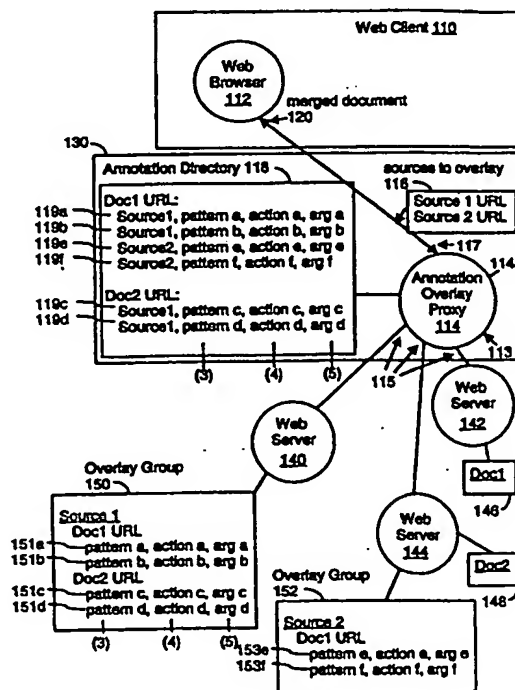 Web Client 110
Web
Browser
112
merged document
120
130
Annotation Directory 118
sources to overlay
116
Source 1 URL
Source 2 URL
Doc1 URL:
119a Source1, pattern a, action a, arg a
119b Source1, pattern b, action b, arg b
119e Source2, pattern e, action e, arg e
119f Source2, pattern f, action f, arg f
117
114
Annotation
Overlay
Proxy
114
Doc2 URL:
119c Source1, pattern c, action c, arg c
119d Source1, pattern d, action d, arg d
113
(3) (4) (5)
115
Web
Server
142
Web
Server
140
Doc1
146
Overlay Group
150
Web
Server
144
Source 1
Doc1 URL
151a pattern a, action a, arg a
151b pattern b, action b, arg b
Doc2 URL
151c pattern c, action c, arg c
151d pattern d, action d, arg d
(3) (4) (5)
Doc2
148
Overlay Group
152
Source 2
Doc1 URL
153e pattern e, action e, arg e
153f pattern f, action f, arg f